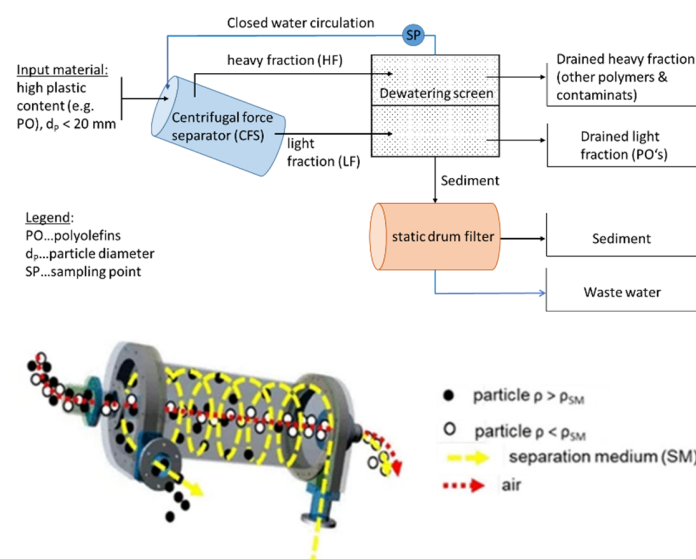 Closed water circulation
SP
Input material:
high plastic
content (e.g.
PO), dₚ < 20 mm
heavy fraction (HF)
Centrifugal force
separator (CFS)
light
fraction (LF)
Dewatering screen
Drained heavy fraction
(other polymers &
contaminats)
Drained light
fraction (PO's)
Sediment
static drum filter
Sediment
Waste water
Legend:
PO...polyolefins
dₚ...particle diameter
SP...sampling point
particle ρ > ρSM
particle ρ < ρSM
separation medium (SM)
air